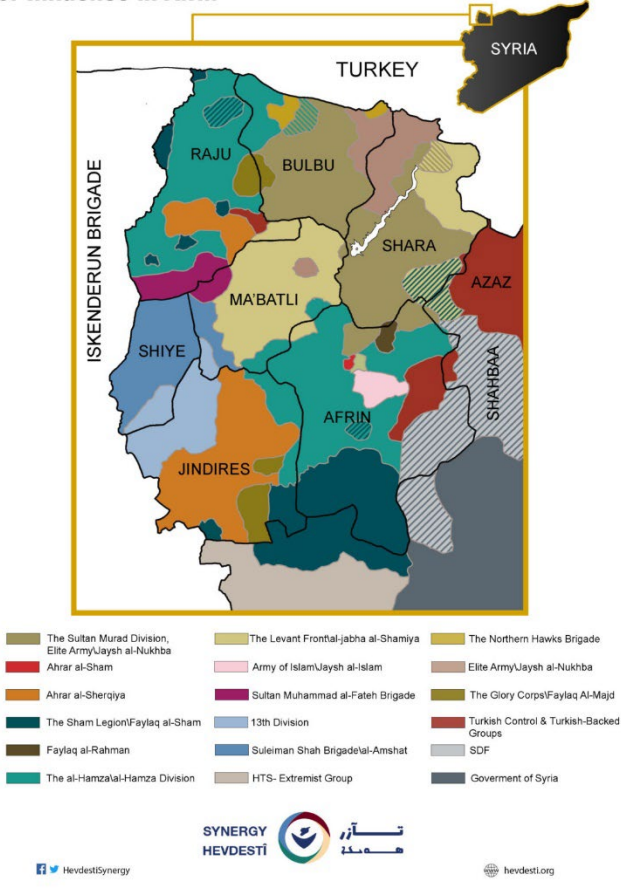 SYRIA
TURKEY
ISKENDERUN BRIGADE
RAJU
BULBU
SHARA
AZAZ
MA'BATLI
SHIYE
SHAHBAA
AFRIN
JINDIRES
The Sultan Murad Division,
Elite Army\Jaysh al-Nukhba
The Levant Front\al-jabha al-Shamiya
The Northern Hawks Brigade
Ahrar al-Sham
Army of Islam\Jaysh al-Islam
Elite Army\Jaysh al-Nukhba
Ahrar al-Sherqiya
Sultan Muhammad al-Fateh Brigade
The Glory Corps\Faylaq Al-Majd
The Sham Legion\Faylaq al-Sham
13th Division
Turkish Control & Turkish-Backed
Groups
Faylaq al-Rahman
Suleiman Shah Brigade\al-Amshat
SDF
The al-Hamza\al-Hamza Division
HTS- Extremist Group
Goverment of Syria
SYNERGY
HEVDESTÎ
تـآزر
هـەڤـدەستی
HevdestiSynergy
hevdesti.org